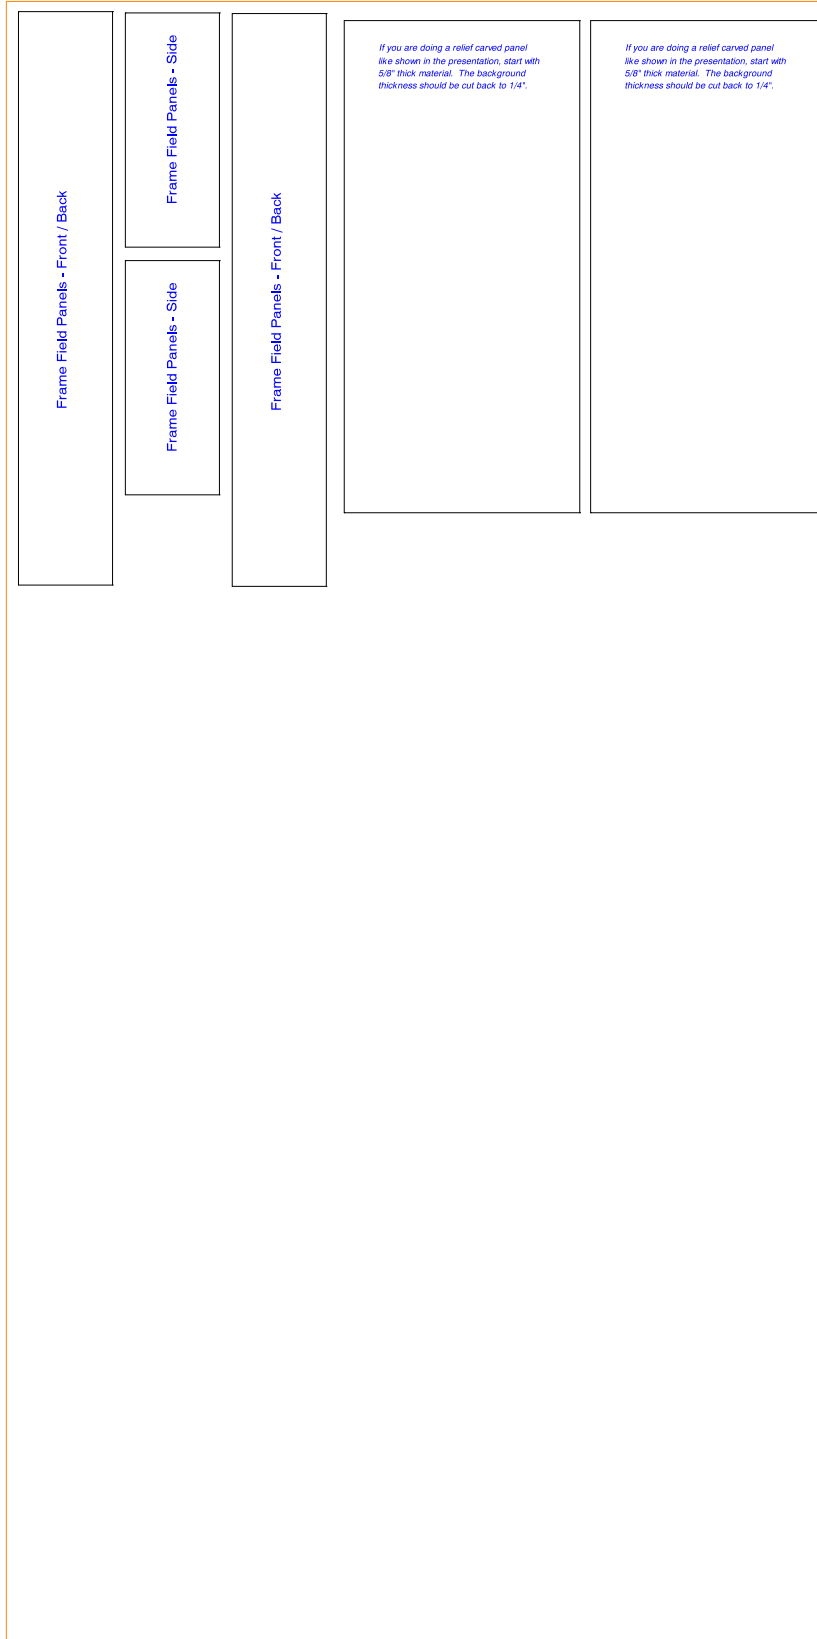 Frame Field Panels - Front / Back
Frame Field Panels - Side
Frame Field Panels - Side
Frame Field Panels - Front / Back
If you are doing a relief carved panel
like shown in the presentation, start with
5/8" thick material.  The background
thickness should be cut back to 1/4".
If you are doing a relief carved panel
like shown in the presentation, start with
5/8" thick material.  The background
thickness should be cut back to 1/4".